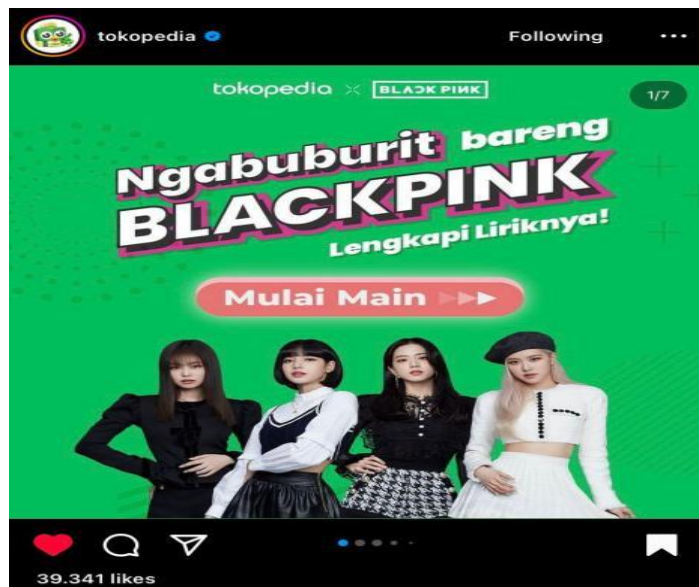 tokopedia
Following
tokopedia × BLACKPINK
1/7
Ngabuburit bareng
BLACKPINK
Lengkapi Liriknya!
Mulai Main
39.341 likes